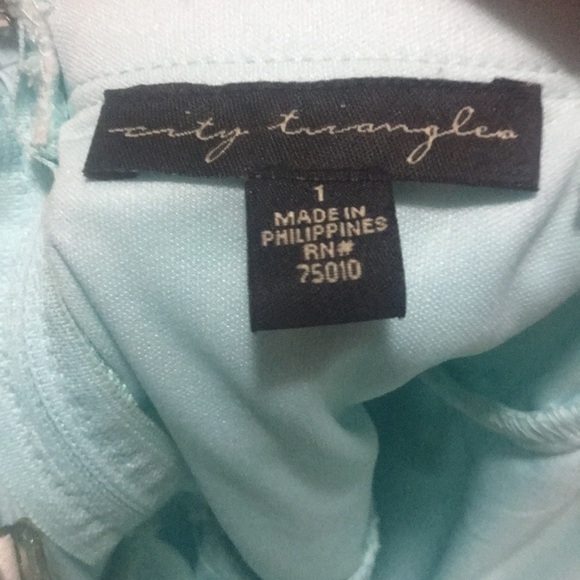 city triangles
1
MADE IN
PHILIPPINES
RN#
75010